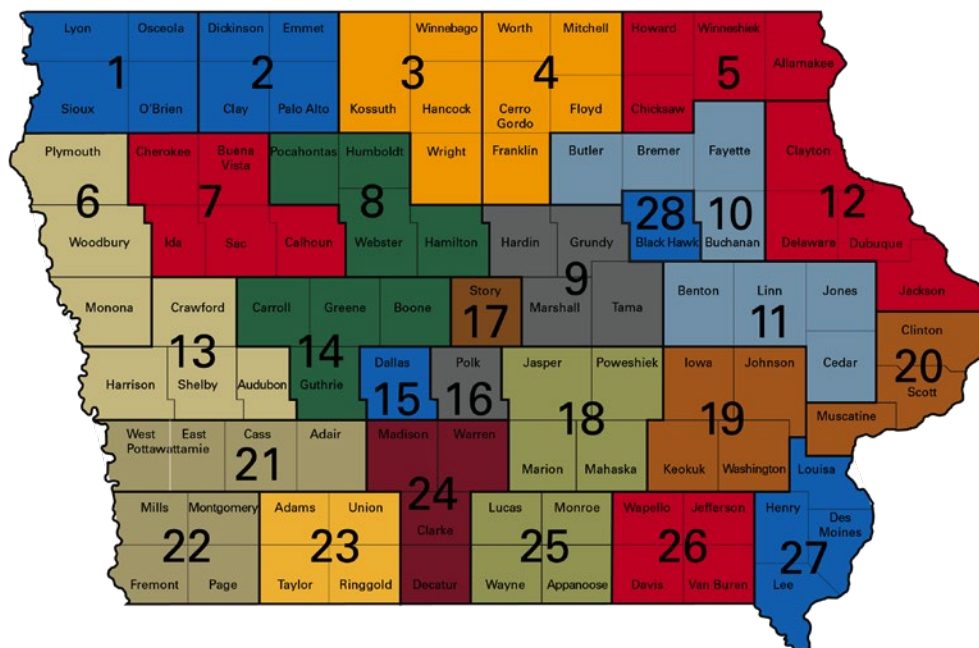 Lyon Osceola Dickinson Emmet Winnebago Worth Mitchell Howard Winneshiek
1 2 3 4 5
Allamakee
Sioux O'Brien Clay Palo Alto Kossuth Hancock Cerro Gordo Floyd Chicksaw
Plymouth Cherokee Buena Vista Pocahontas Humboldt Wright Franklin Butler Bremer Fayette Clayton
6 7 8 28 10 12
Woodbury Ida Sac Calhoun Webster Hamilton Hardin Grundy Black Hawk Buchanan Delaware Dubuque
9
Monona Crawford Carroll Greene Boone Story Marshall Tama Benton Linn Jones Jackson
17 11
Clinton
13 14 20
Harrison Shelby Audubon Guthrie Dallas Polk Jasper Poweshiek Iowa Johnson Cedar Scott
15 16 18 19
Muscatine
West Pottawattamie East Cass Adair Madison Warren Marion Mahaska Keokuk Washington Louisa
21 24
Mills Montgomery Adams Union Clarke Lucas Monroe Wapello Jefferson Henry Des Moines
22 23 25 26 27
Fremont Page Taylor Ringgold Decatur Wayne Appanoose Davis Van Buren Lee